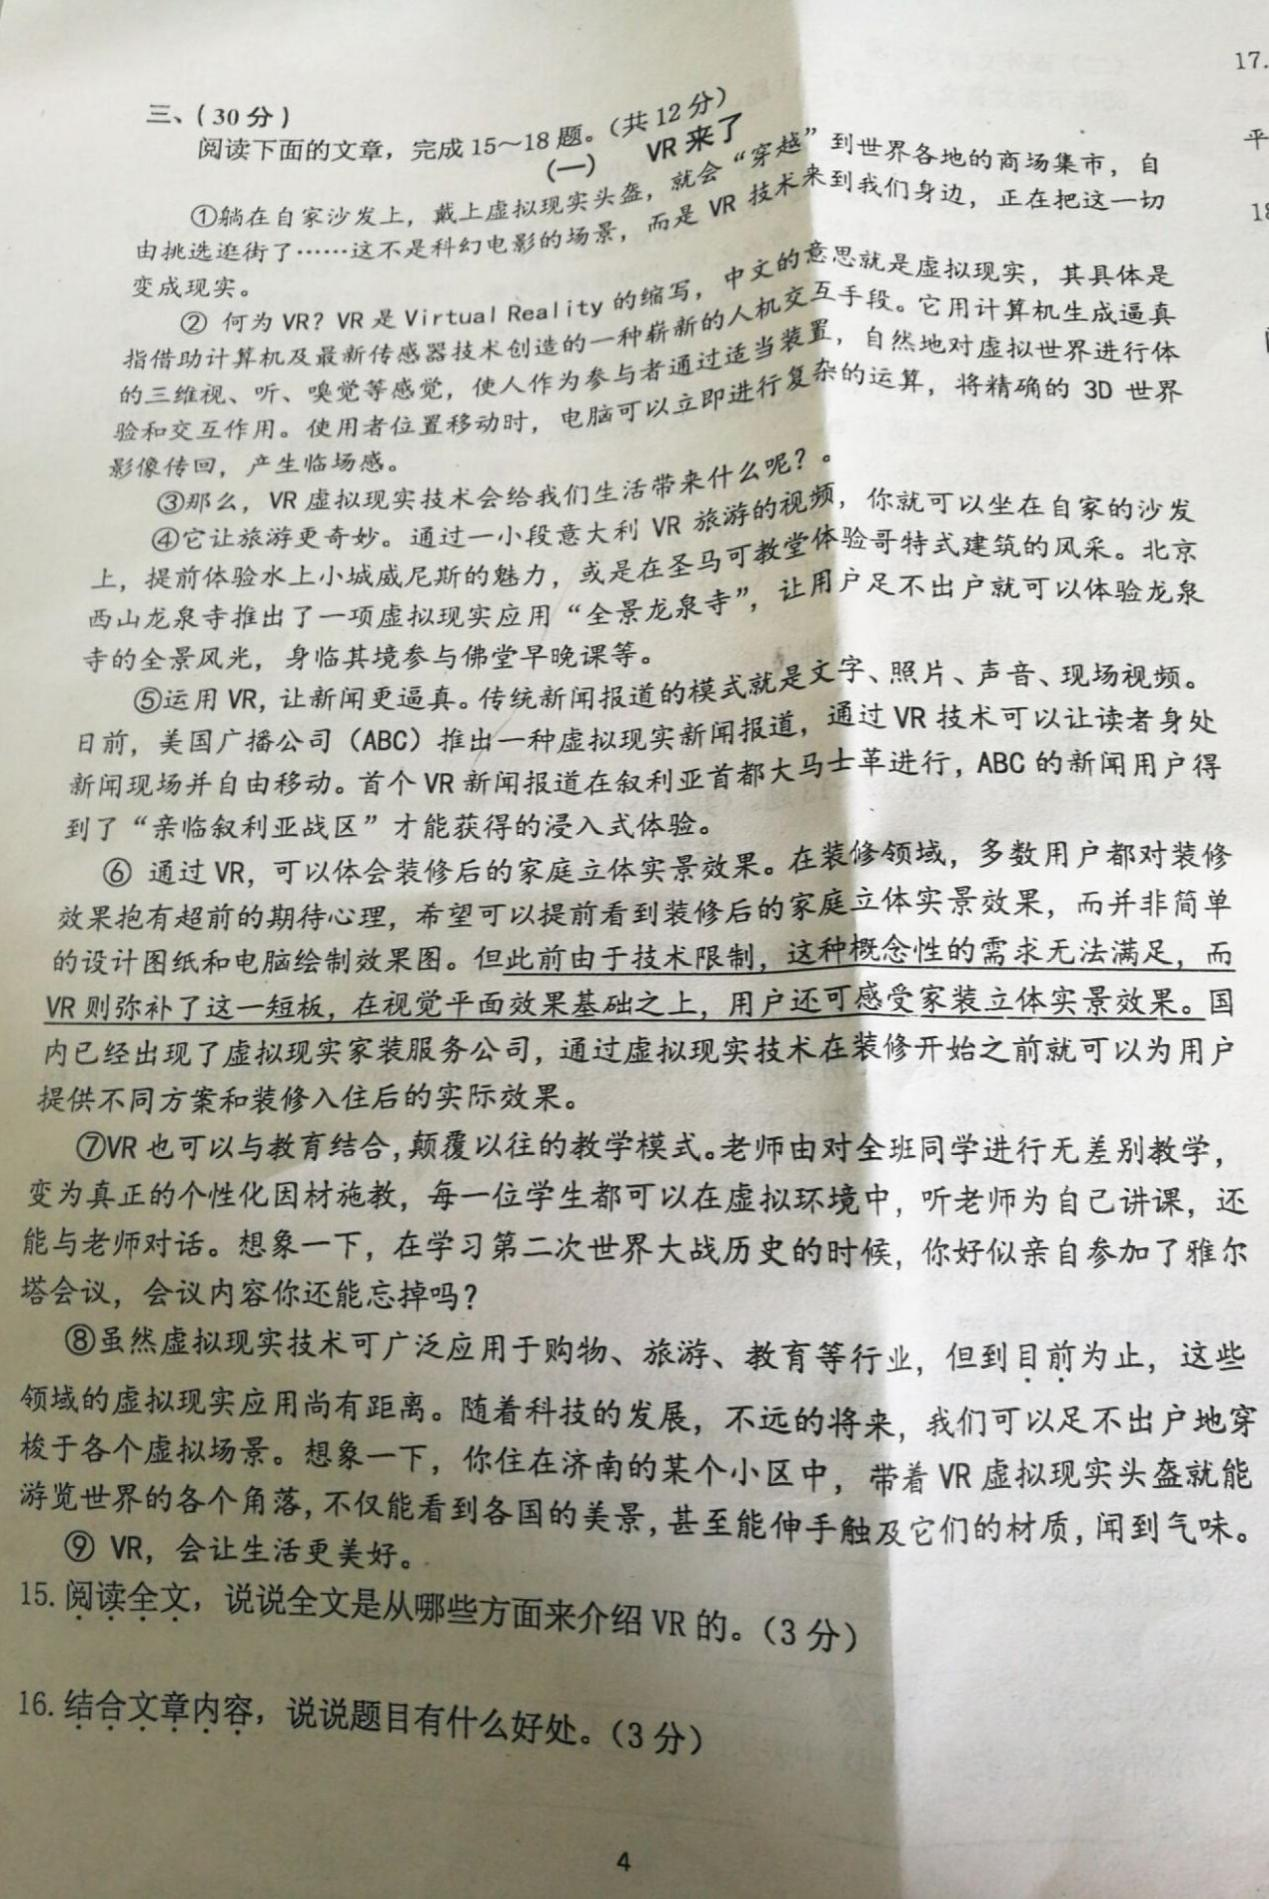 三、(30分)
阅读下面的文章，完成15～18题。(共12分)
(一) VR来了
①躺在自家沙发上，戴上虚拟现实头盔，就会“穿越”到世界各地的商场集市，自
由挑选逛街了……这不是科幻电影的场景，而是 VR 技术来到我们身边，正在把这一切
变成现实。
② 何为 VR？VR 是 Virtual Reality 的缩写，中文的意思就是虚拟现实，其具体是
指借助计算机及最新传感器技术创造的一种崭新的人机交互手段。它用计算机生成逼真
的三维视、听、嗅觉等感觉，使人作为参与者通过适当装置，自然地对虚拟世界进行体
验和交互作用。使用者位置移动时，电脑可以立即进行复杂的运算，将精确的 3D 世界
影像传回，产生临场感。
③那么，VR 虚拟现实技术会给我们生活带来什么呢？。
④它让旅游更奇妙。通过一小段意大利 VR 旅游的视频，你就可以坐在自家的沙发
上，提前体验水上小城威尼斯的魅力，或是在圣马可教堂体验哥特式建筑的风采。北京
西山龙泉寺推出了一项虚拟现实应用“全景龙泉寺”，让用户足不出户就可以体验龙泉
寺的全景风光，身临其境参与佛堂早晚课等。
⑤运用 VR，让新闻更逼真。传统新闻报道的模式就是文字、照片、声音、现场视频。
日前，美国广播公司（ABC）推出一种虚拟现实新闻报道，通过 VR 技术可以让读者身处
新闻现场并自由移动。首个 VR 新闻报道在叙利亚首都大马士革进行，ABC 的新闻用户得
到了“亲临叙利亚战区”才能获得的浸入式体验。
⑥ 通过 VR，可以体会装修后的家庭立体实景效果。在装修领域，多数用户都对装修
效果抱有超前的期待心理，希望可以提前看到装修后的家庭立体实景效果，而并非简单
的设计图纸和电脑绘制效果图。但此前由于技术限制，这种概念性的需求无法满足，而
VR 则弥补了这一短板，在视觉平面效果基础之上，用户还可感受家装立体实景效果。国
内已经出现了虚拟现实家装服务公司，通过虚拟现实技术在装修开始之前就可以为用户
提供不同方案和装修入住后的实际效果。
⑦VR 也可以与教育结合，颠覆以往的教学模式。老师由对全班同学进行无差别教学，
变为真正的个性化因材施教，每一位学生都可以在虚拟环境中，听老师为自己讲课，还
能与老师对话。想象一下，在学习第二次世界大战历史的时候，你好似亲自参加了雅尔
塔会议，会议内容你还能忘掉吗？
⑧虽然虚拟现实技术可广泛应用于购物、旅游、教育等行业，但到目前为止，这些
领域的虚拟现实应用尚有距离。随着科技的发展，不远的将来，我们可以足不出户地穿
梭于各个虚拟场景。想象一下，你住在济南的某个小区中，带着 VR 虚拟现实头盔就能
游览世界的各个角落，不仅能看到各国的美景，甚至能伸手触及它们的材质，闻到气味。
⑨ VR，会让生活更美好。
15. 阅读全文，说说全文是从哪些方面来介绍 VR 的。(3分)
16. 结合文章内容，说说题目有什么好处。(3分)
4
17.
平